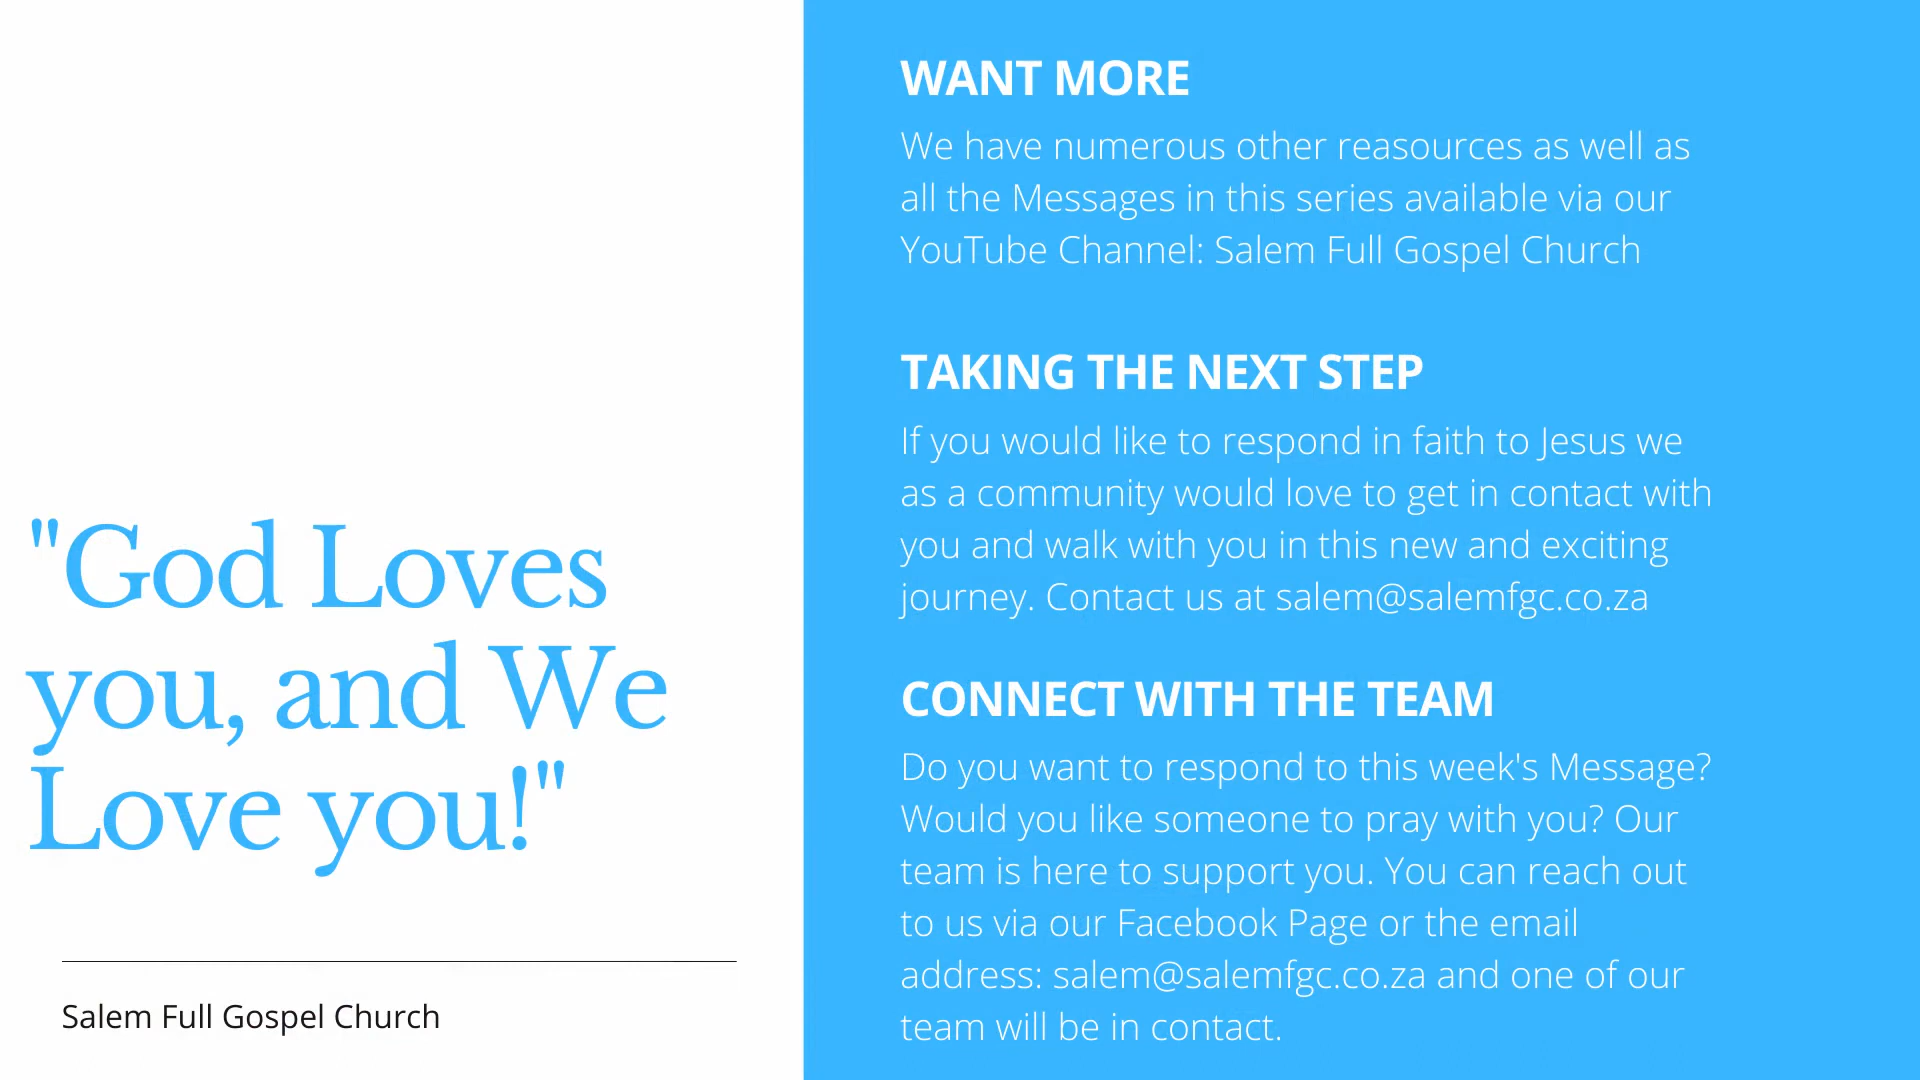 "God Loves
you, and We
Love you!"
Salem Full Gospel Church
WANT MORE
We have numerous other reasources as well as
all the Messages in this series available via our
YouTube Channel: Salem Full Gospel Church
TAKING THE NEXT STEP
If you would like to respond in faith to Jesus we
as a community would love to get in contact with
you and walk with you in this new and exciting
journey. Contact us at salem@salemfgc.co.za
CONNECT WITH THE TEAM
Do you want to respond to this week's Message?
Would you like someone to pray with you? Our
team is here to support you. You can reach out
to us via our Facebook Page or the email
address: salem@salemfgc.co.za and one of our
team will be in contact.